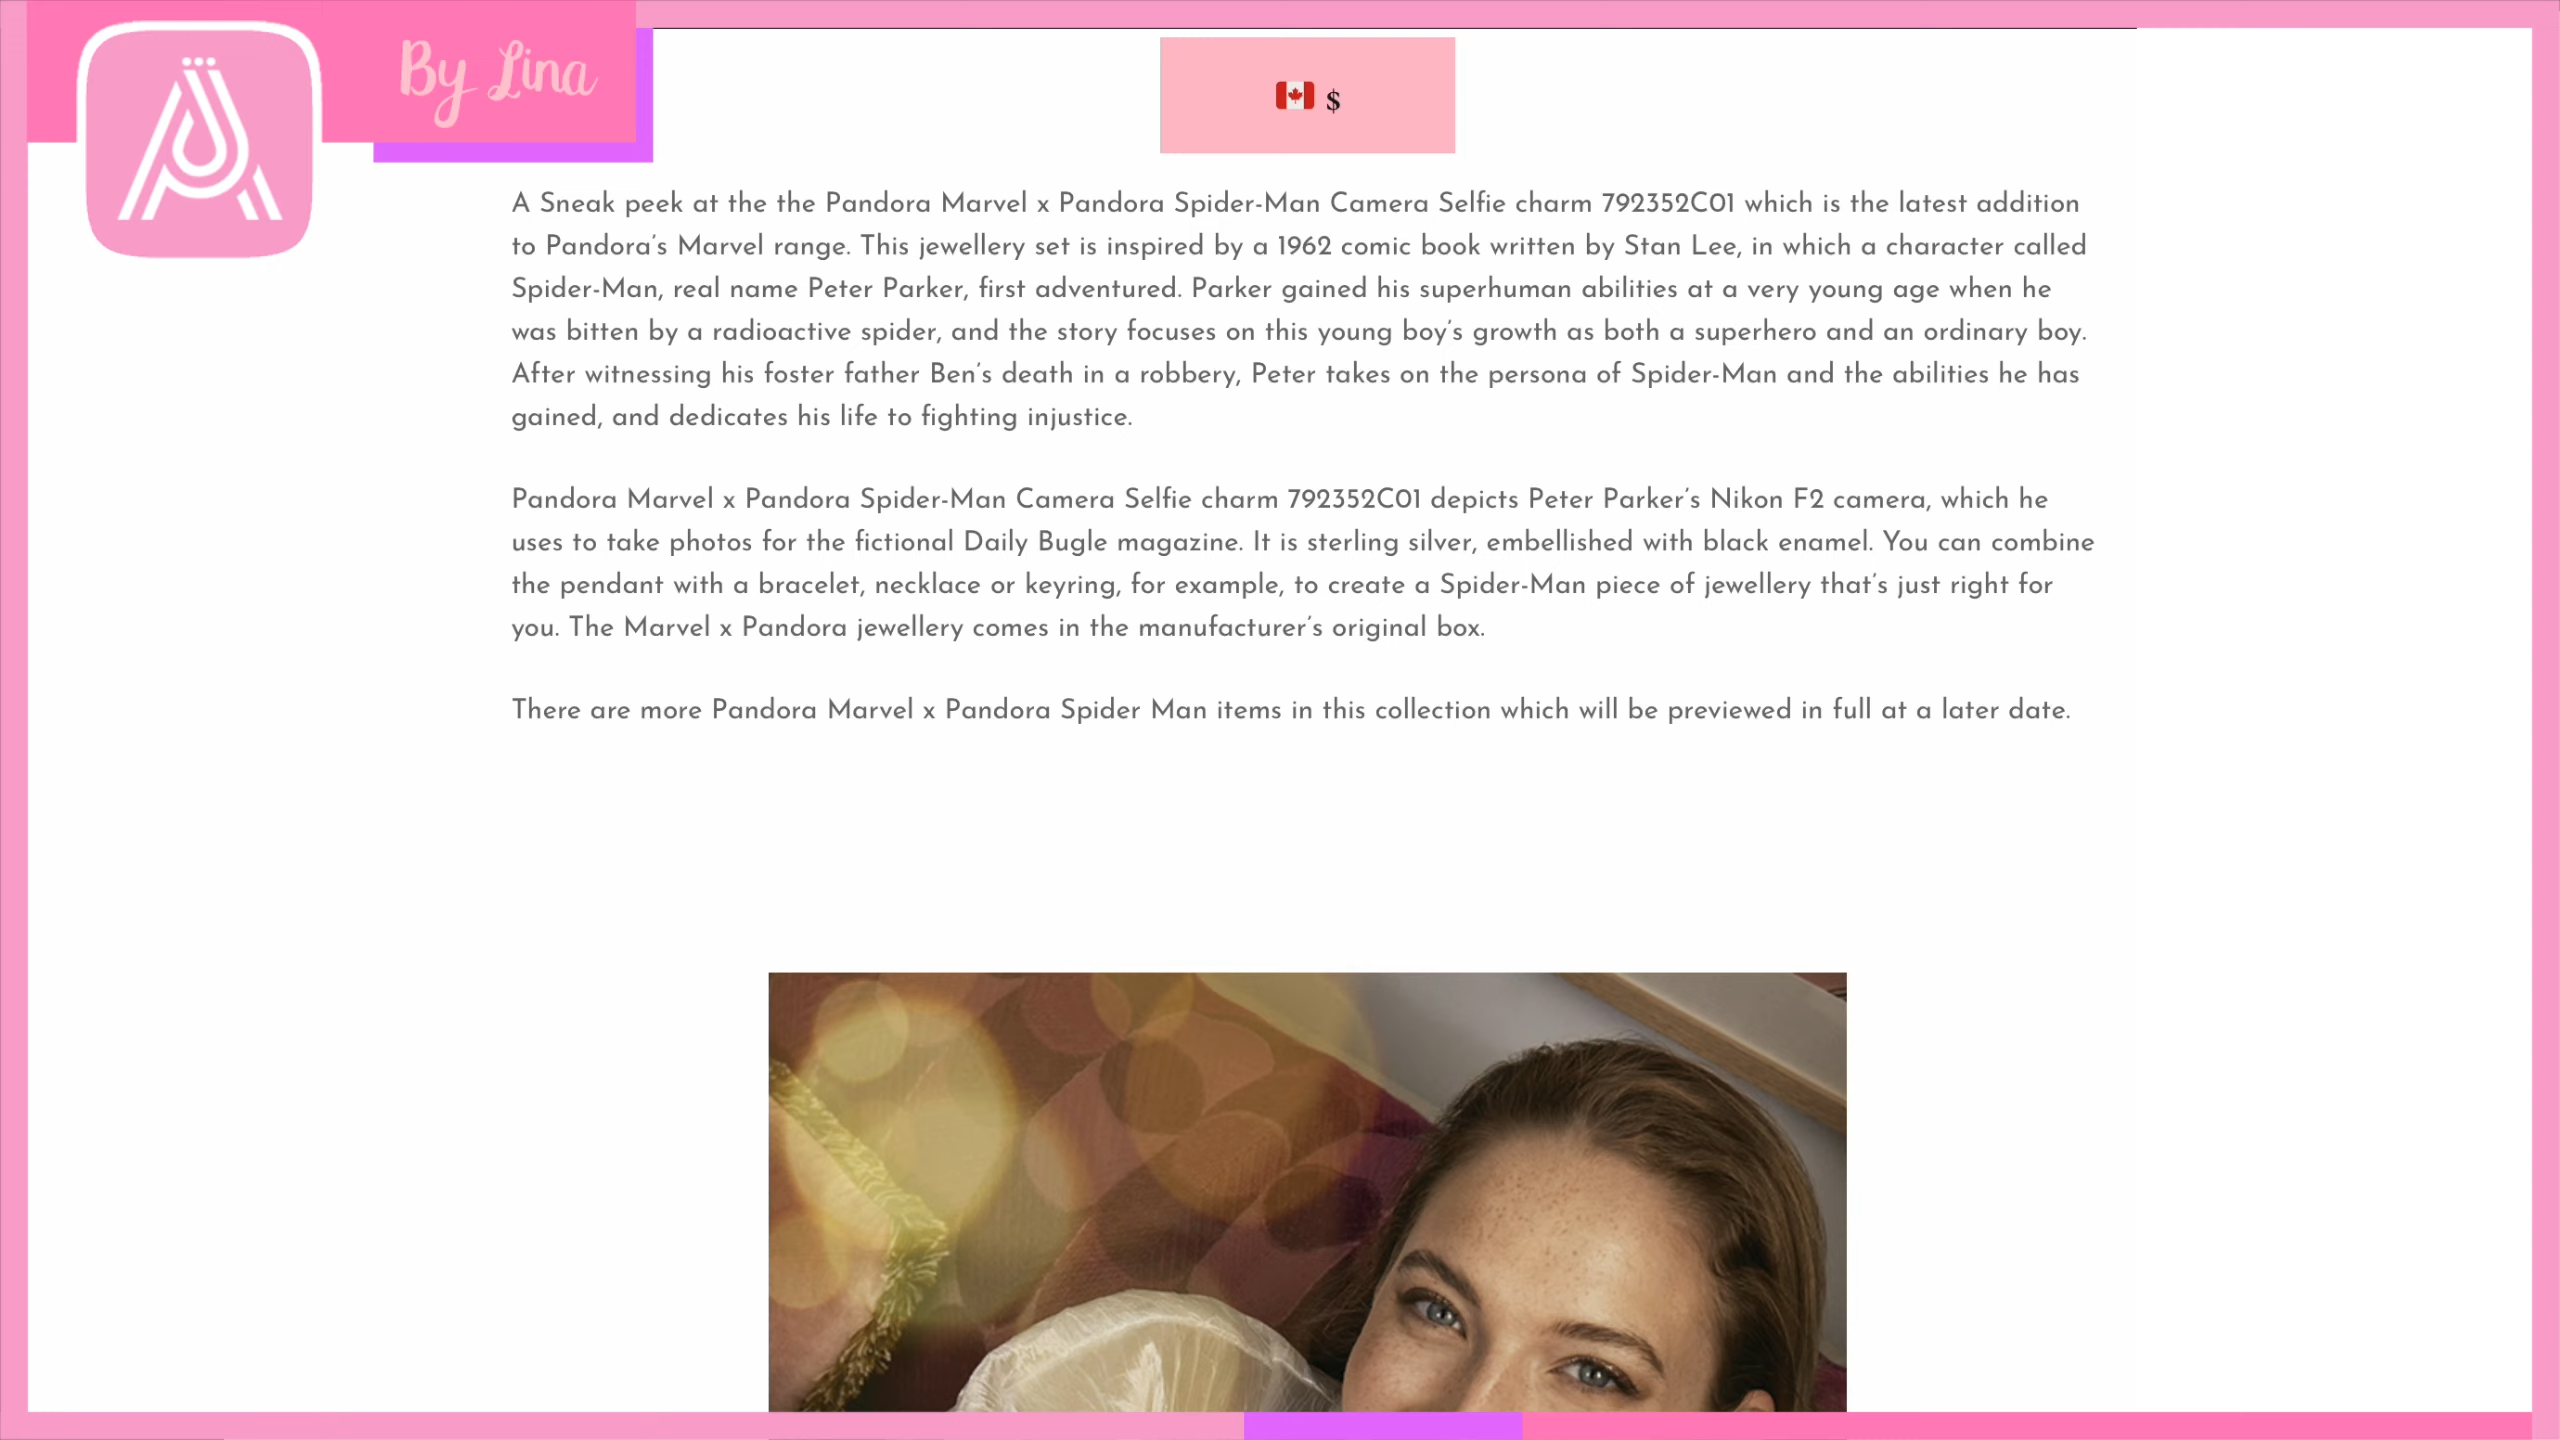 By Lina
$
A Sneak peek at the the Pandora Marvel x Pandora Spider-Man Camera Selfie charm 792352C01 which is the latest addition
to Pandora's Marvel range. This jewellery set is inspired by a 1962 comic book written by Stan Lee, in which a character called
Spider-Man, real name Peter Parker, first adventured. Parker gained his superhuman abilities at a very young age when he
was bitten by a radioactive spider, and the story focuses on this young boy's growth as both a superhero and an ordinary boy.
After witnessing his foster father Ben's death in a robbery, Peter takes on the persona of Spider-Man and the abilities he has
gained, and dedicates his life to fighting injustice.
Pandora Marvel x Pandora Spider-Man Camera Selfie charm 792352C01 depicts Peter Parker's Nikon F2 camera, which he
uses to take photos for the fictional Daily Bugle magazine. It is sterling silver, embellished with black enamel. You can combine
the pendant with a bracelet, necklace or keyring, for example, to create a Spider-Man piece of jewellery that's just right for
you. The Marvel x Pandora jewellery comes in the manufacturer's original box.
There are more Pandora Marvel x Pandora Spider Man items in this collection which will be previewed in full at a later date.